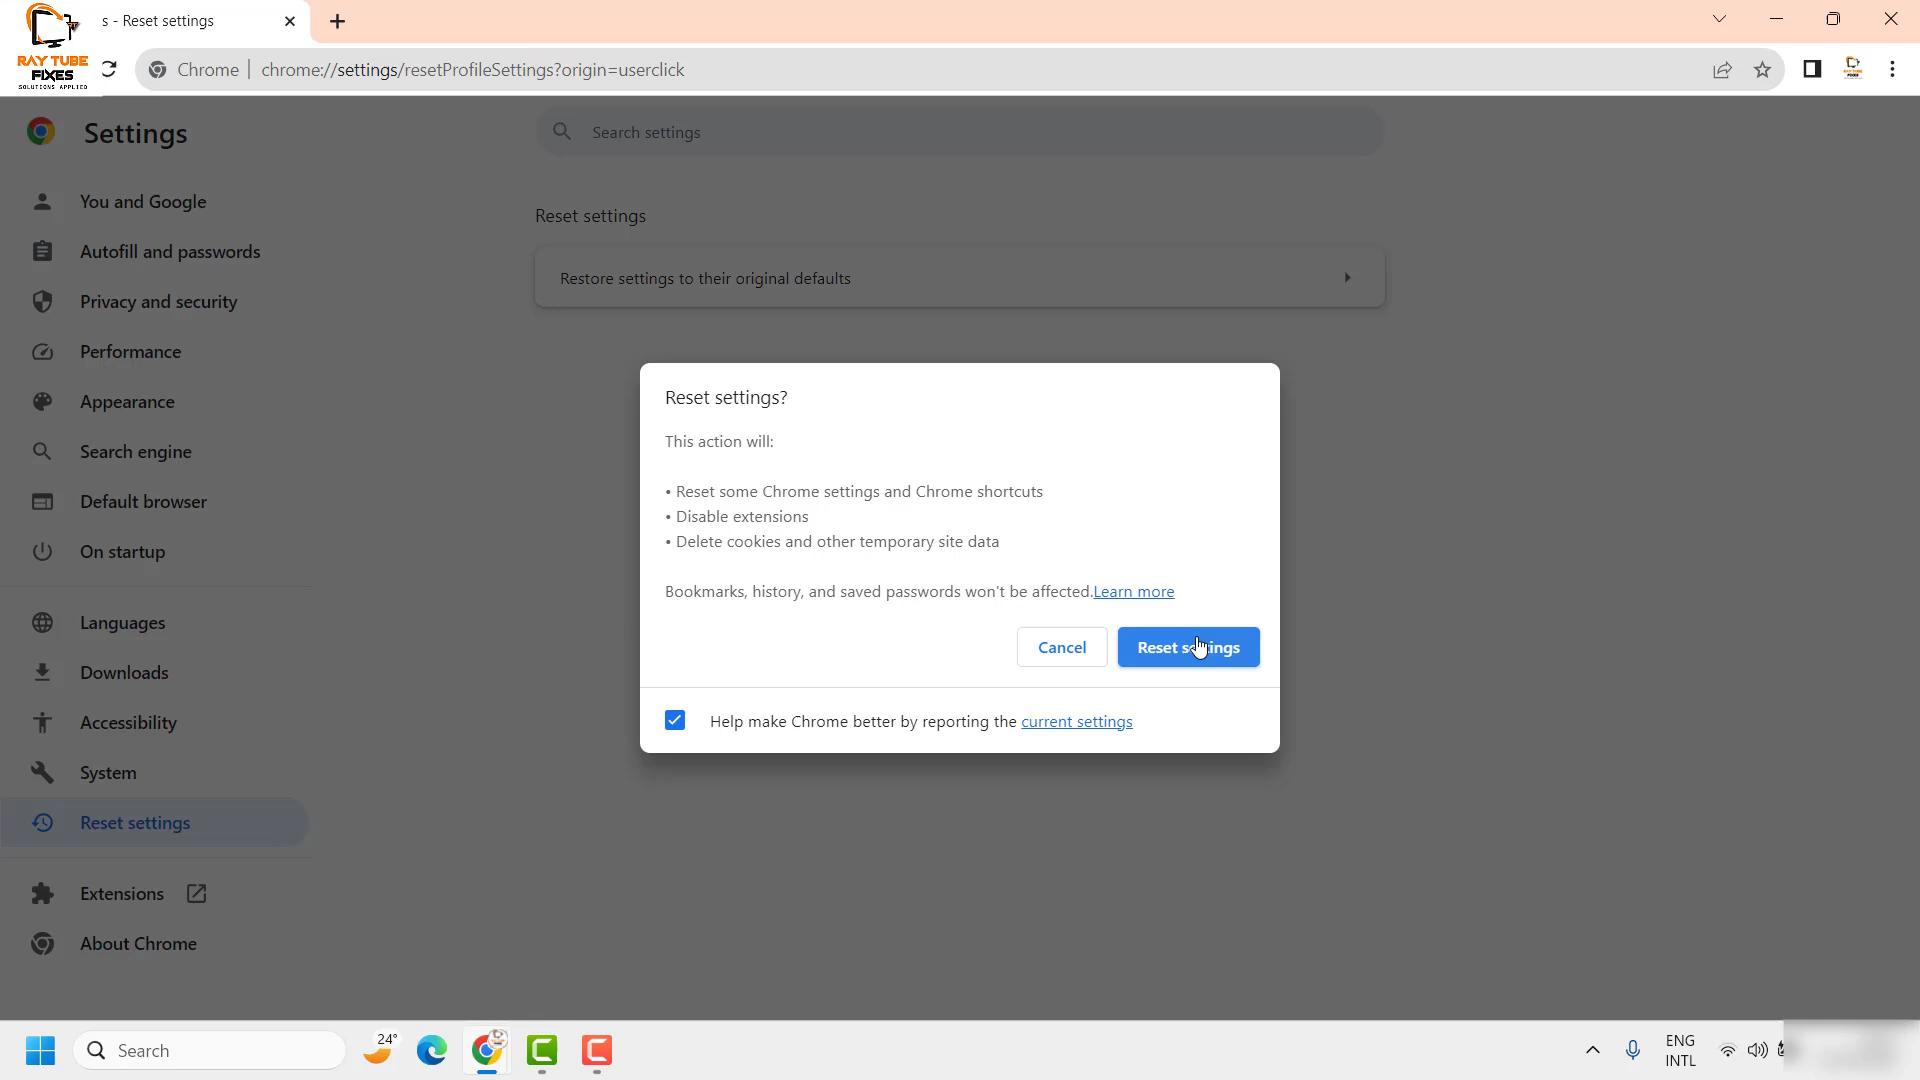 s - Reset settings
RAY TUBE
FIXES
SOLUTIONS APPLIED
Chrome
chrome://settings/resetProfileSettings?origin=userclick
Settings
Search settings
You and Google
Autofill and passwords
Privacy and security
Performance
Appearance
Search engine
Default browser
On startup
Languages
Downloads
Accessibility
System
Reset settings
Extensions
About Chrome
Reset settings
Restore settings to their original defaults
Reset settings?
This action will:
• Reset some Chrome settings and Chrome shortcuts
• Disable extensions
• Delete cookies and other temporary site data
Bookmarks, history, and saved passwords won't be affected.Learn more
Cancel
Reset settings
Help make Chrome better by reporting the current settings
Search
24°
ENG
INTL